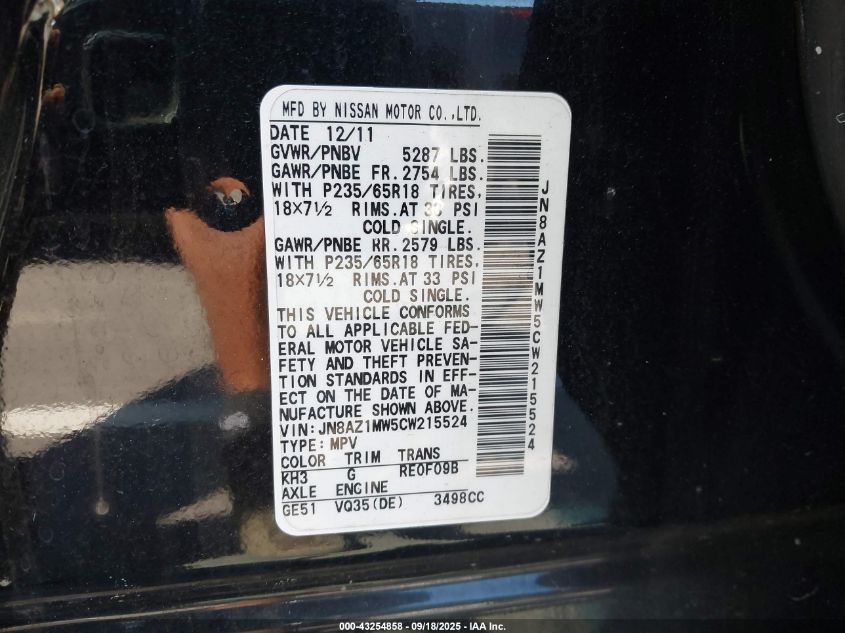 MFD BY NISSAN MOTOR CO.,LTD.
DATE 12/11
GVWR/PNBV 5287 LBS.
GAWR/PNBE FR. 2754 LBS.
WITH P235/65R18 TIRES,
18×7½ RIMS. AT 33 PSI
COLD SINGLE.
GAWR/PNBE RR. 2579 LBS.
WITH P235/65R18 TIRES,
18×7½ RIMS. AT 33 PSI
COLD SINGLE.
THIS VEHICLE CONFORMS
TO ALL APPLICABLE FED-
ERAL MOTOR VEHICLE SA-
FETY AND THEFT PREVEN-
TION STANDARDS IN EFF-
ECT ON THE DATE OF MA-
NUFACTURE SHOWN ABOVE.
VIN: JN8AZ1MW5CW215524
TYPE: MPV
COLOR TRIM TRANS
KH3 G RE0F09B
AXLE ENGINE
GE51 VQ35(DE) 3498CC
JN8AZ1MW5CW215524
000-43254858 - 09/18/2025 - IAA Inc.